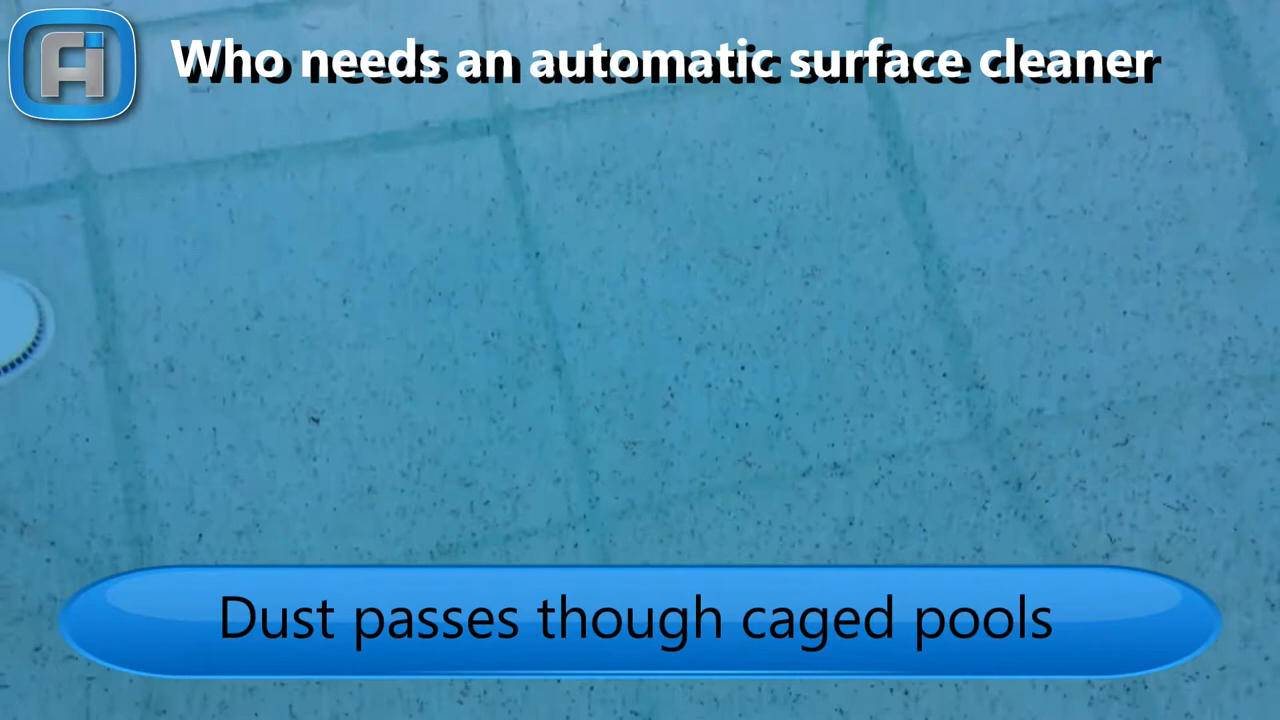 Who needs an automatic surface cleaner
Dust passes though caged pools